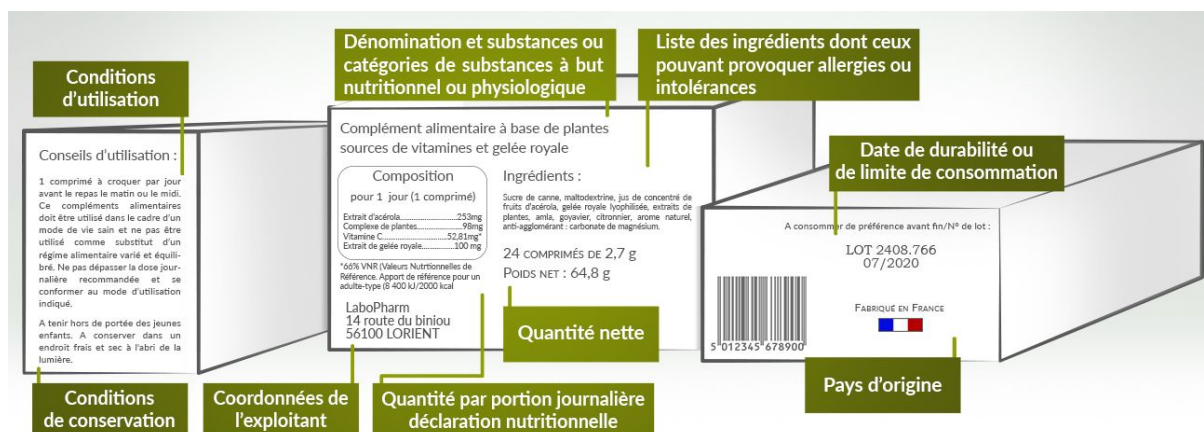 Conditions
d'utilisation
Dénomination et substances ou
catégories de substances à but
nutritionnel ou physiologique
Liste des ingrédients dont ceux
pouvant provoquer allergies ou
intolérances
Date de durabilité ou
de limite de consommation
Conseils d'utilisation :
1 comprimé à croquer par jour
avant le repas le matin ou le midi.
Ce compléments alimentaires
doit être utilisé dans le cadre d'un
mode de vie sain et ne pas être
utilisé comme substitut d'un
régime alimentaire varié et équili-
bré. Ne pas dépasser la dose jour-
nalière recommandée et se
conformer au mode d'utilisation
indiqué.
A tenir hors de portée des jeunes
enfants. A conserver dans un
endroit frais et sec à l'abri de la
lumière.
Conditions
de conservation
Complément alimentaire à base de plantes
sources de vitamines et gelée royale
Composition
pour 1 jour (1 comprimé)
Extrait d'acérola..............................253mg
Complexe de plantes.......................98mg
Vitamine C.................................52,81mg*
Extrait de gelée royale.............100 mg
*66% VNR (Valeurs Nutrtionnelles de
Référence. Apport de référence pour un
adulte-type (8 400 kJ/2000 kcal
LaboPharm
14 route du biniou
56100 LORIENT
Ingrédients :
Sucre de canne, maltodextrine, jus de concentré de
fruits d'acérola, gelée royale lyophilisée, extraits de
plantes, amla, goyavier, citronnier, arome naturel,
anti-agglomérant : carbonate de magnésium.
24 COMPRIMÉS DE 2,7 g
POIDS NET : 64,8 g
Quantité nette
Coordonnées de
l'exploitant
Quantité par portion journalière
déclaration nutritionnelle
A consommer de préférence avant fin/N° de lot :
LOT 2408.766
07/2020
FABRIQUÉ EN FRANCE
5 012345 678900
Pays d'origine